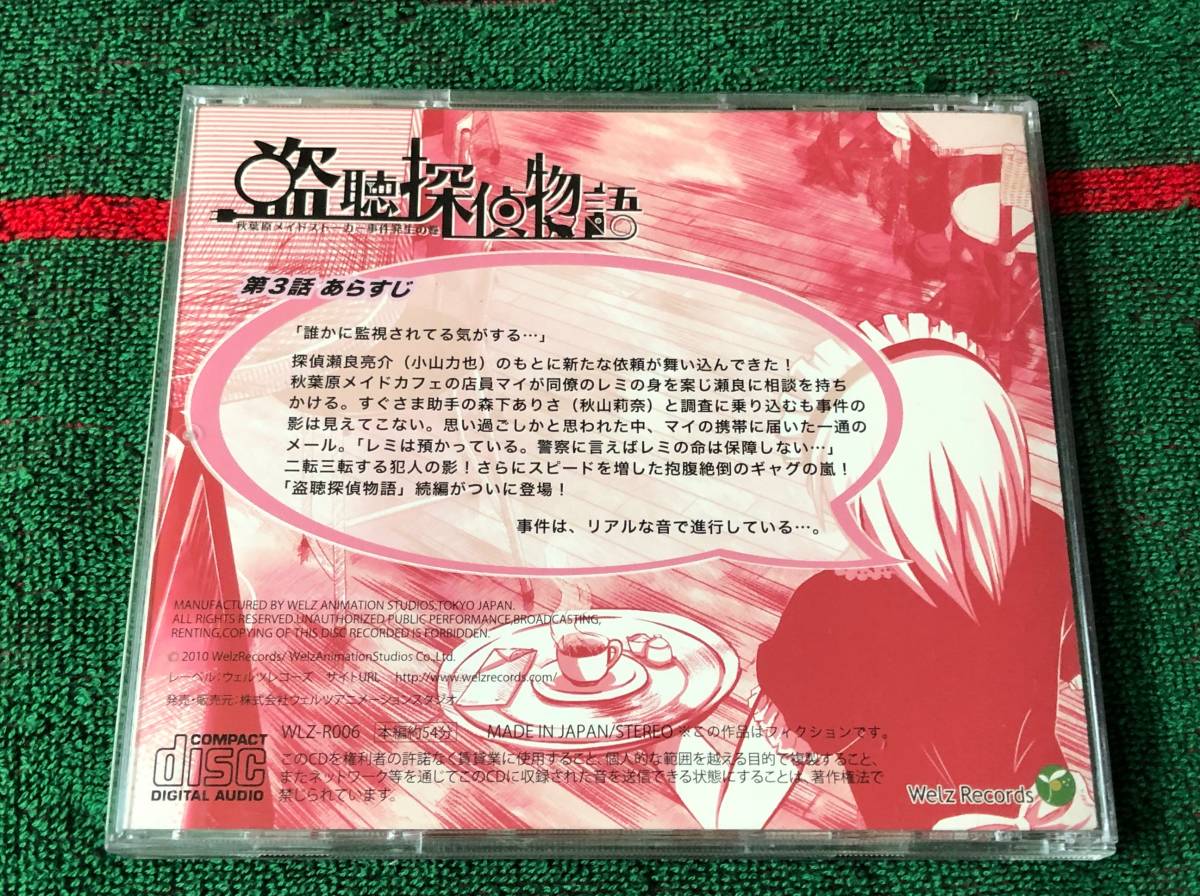 盗聴探偵物語
秋葉原メイドストーカー事件発生の巻
第3話 あらすじ
「誰かに監視されてる気がする…」
探偵瀬良亮介（小山力也）のもとに新たな依頼が舞い込んできた！
秋葉原メイドカフェの店員マイが同僚のレミの身を案じ瀬良に相談を持ち
かける。すぐさま助手の森下ありさ（秋山莉奈）と調査に乗り込むも事件の
影は見えてこない。思い過ごしかと思われた中、マイの携帯に届いた一通の
メール。「レミは預かっている。警察に言えばレミの命は保障しない…」
二転三転する犯人の影！さらにスピードを増した抱腹絶倒のギャグの嵐！
「盗聴探偵物語」続編がついに登場！
事件は、リアルな音で進行している…。
MANUFACTURED BY WELZ ANIMATION STUDIOS,TOKYO JAPAN.
ALL RIGHTS RESERVED.UNAUTHORIZED PUBLIC PERFORMANCE,BROADCASTING,
RENTING,COPYING OF THIS DISC RECORDED IS FORBIDDEN.
© 2010 WelzRecords/ WelzAnimationStudios Co.,Ltd.
レーベル：ウェルツレコーズ サイトURL http://www.welzrecords.com/
発売・販売元：株式会社ウェルツアニメーションスタジオ
WLZ-R006 本編約54分 MADE IN JAPAN/STEREO ※この作品はフィクションです。
COMPACT
disc
DIGITAL AUDIO
このCDを権利者の許諾なく賃貸業に使用すること、個人的な範囲を越える目的で複製すること、
またネットワーク等を通じてこのCDに収録された音を送信できる状態にすることは、著作権法で
禁じられています。
Welz Records